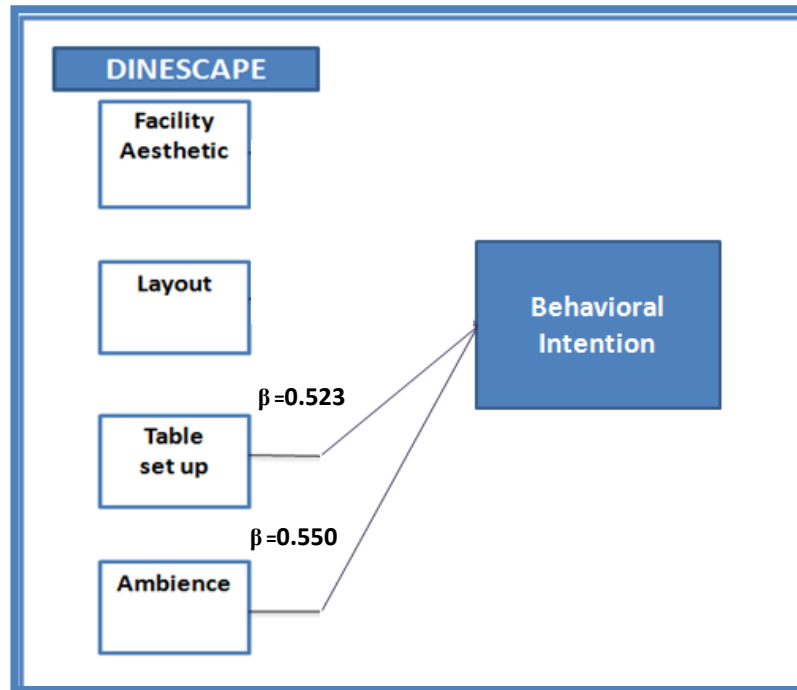 DINESCAPE
Facility
Aesthetic
Layout
Behavioral
Intention
β =0.523
Table
set up
β =0.550
Ambience